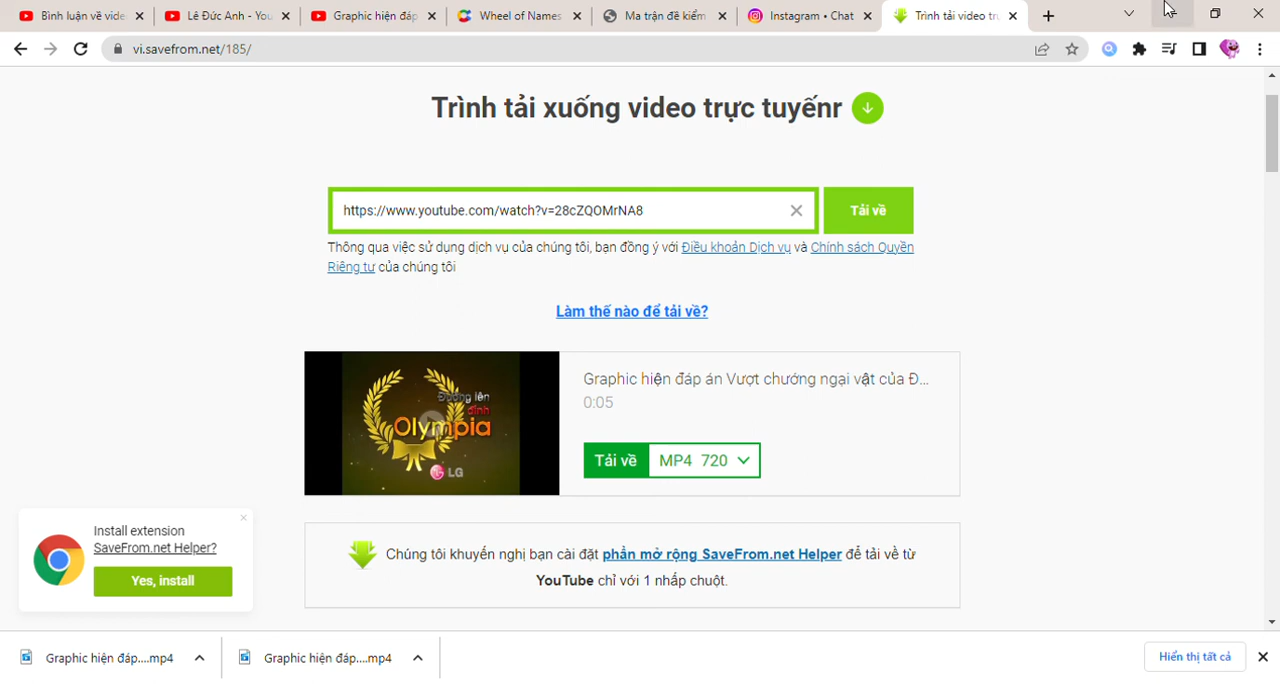 Bình luận về vide
Lê Đức Anh - You
Graphic hiện đáp
Wheel of Names
Ma trận đề kiểm
Instagram • Chat
Trình tải video trự
vi.savefrom.net/185/
Trình tải xuống video trực tuyếnr
https://www.youtube.com/watch?v=28cZQOMrNA8
Tải về
Thông qua việc sử dụng dịch vụ của chúng tôi, bạn đồng ý với Điều khoản Dịch vụ và Chính sách Quyền
Riêng tư của chúng tôi
Làm thế nào để tải về?
Đường lên
đỉnh
Olympia
LG
Graphic hiện đáp án Vượt chướng ngại vật của Đ...
0:05
Tải về MP4 720
Install extension
SaveFrom.net Helper?
Yes, install
Chúng tôi khuyến nghị bạn cài đặt phần mở rộng SaveFrom.net Helper để tải về từ
YouTube chỉ với 1 nhấp chuột.
Graphic hiện đáp....mp4
Graphic hiện đáp....mp4
Hiển thị tất cả